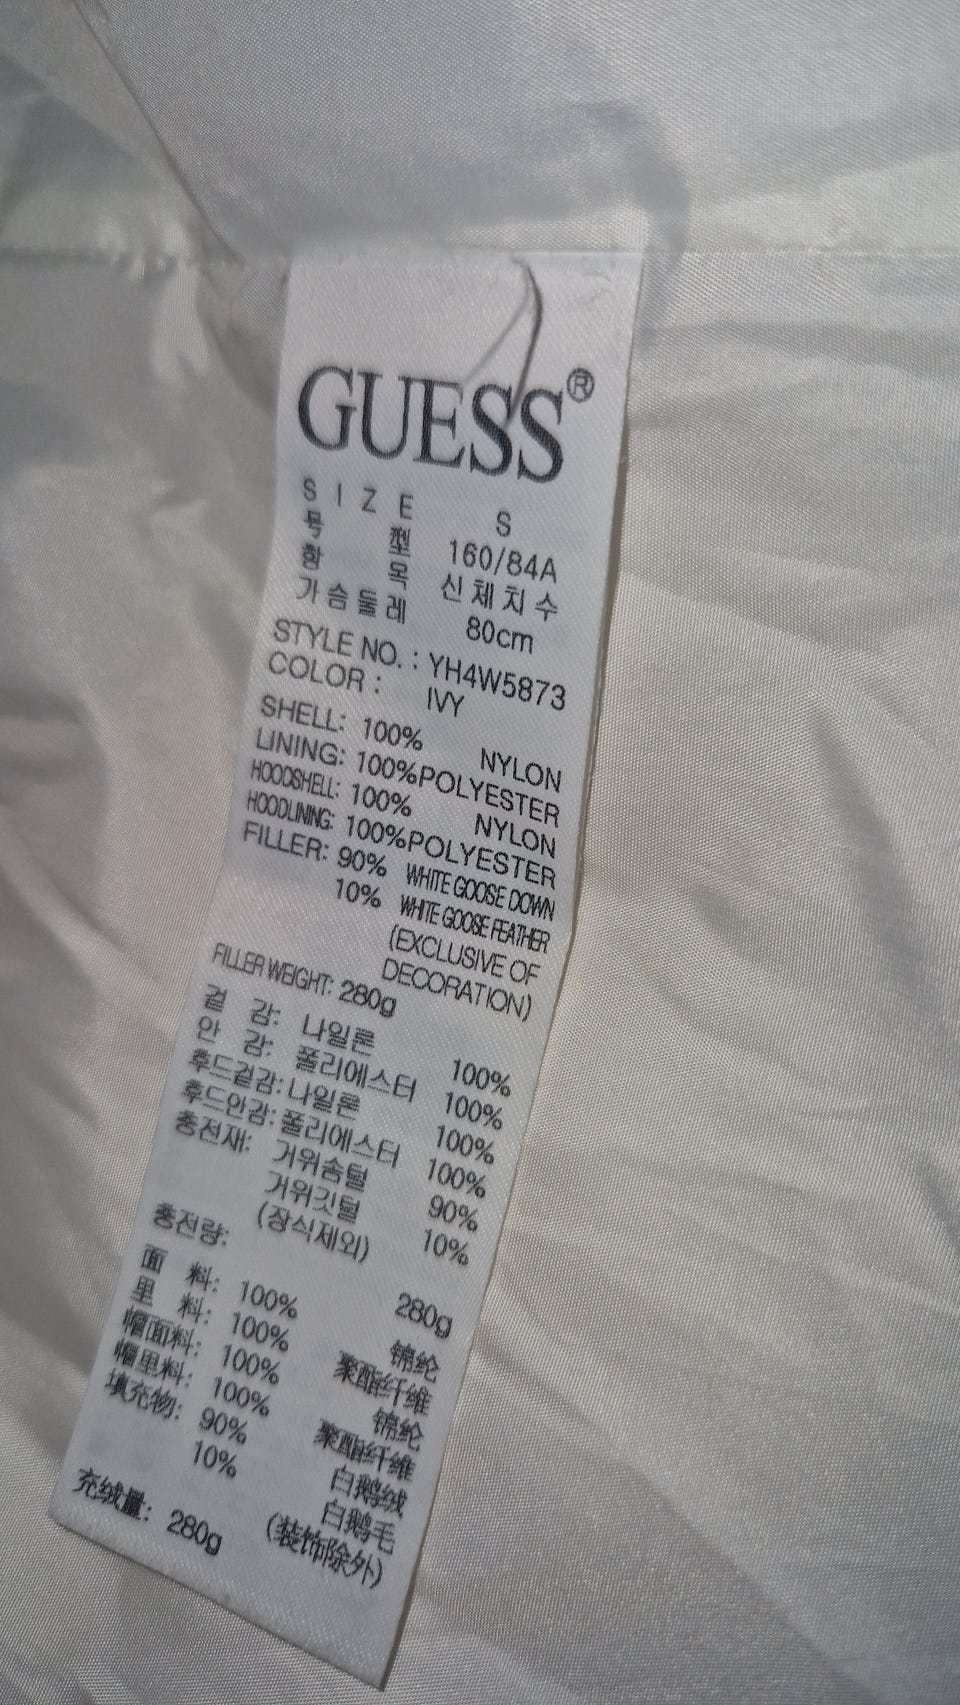 GUESS®
SIZE S
号型 160/84A
항목 신체치수
가슴둘레 80cm
STYLE NO. : YH4W5873
COLOR : IVY
SHELL: 100% NYLON
LINING: 100%POLYESTER
HOODSHELL: 100% NYLON
HOODLINING: 100%POLYESTER
FILLER: 90% WHITE GOOSE DOWN
10% WHITE GOOSE FEATHER
(EXCLUSIVE OF
DECORATION)
FILLER WEIGHT: 280g
겉감: 나일론 100%
안감: 폴리에스터 100%
후드겉감: 나일론 100%
후드안감: 폴리에스터 100%
충전재: 거위솜털 90%
거위깃털 10%
(장식제외)
충전량: 280g
面料: 100% 锦纶
里料: 100% 聚酯纤维
帽面料: 100% 锦纶
帽里料: 100% 聚酯纤维
填充物: 90% 白鹅绒
10% 白鹅毛
(装饰除外)
充绒量: 280g